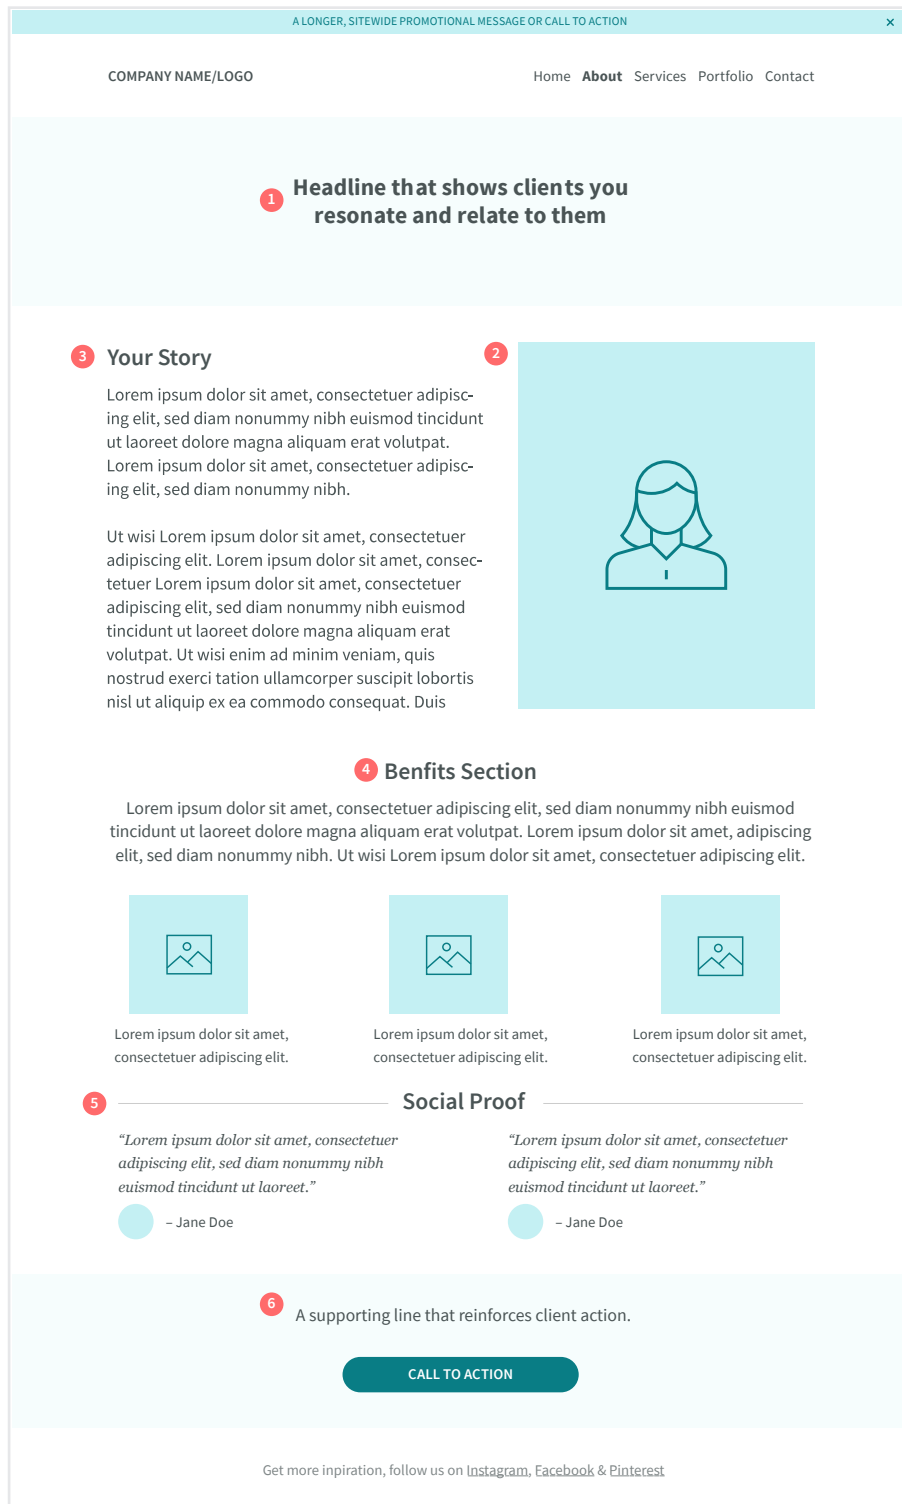 A LONGER, SITEWIDE PROMOTIONAL MESSAGE OR CALL TO ACTION ×
COMPANY NAME/LOGO
Home About Services Portfolio Contact
1
Headline that shows clients you
resonate and relate to them
3 Your Story
Lorem ipsum dolor sit amet, consectetuer adipisc-
ing elit, sed diam nonummy nibh euismod tincidunt
ut laoreet dolore magna aliquam erat volutpat.
Lorem ipsum dolor sit amet, consectetuer adipisc-
ing elit, sed diam nonummy nibh.
Ut wisi Lorem ipsum dolor sit amet, consectetuer
adipiscing elit. Lorem ipsum dolor sit amet, consec-
tetuer Lorem ipsum dolor sit amet, consectetuer
adipiscing elit, sed diam nonummy nibh euismod
tincidunt ut laoreet dolore magna aliquam erat
volutpat. Ut wisi enim ad minim veniam, quis
nostrud exerci tation ullamcorper suscipit lobortis
nisl ut aliquip ex ea commodo consequat. Duis
2
4 Benfits Section
Lorem ipsum dolor sit amet, consectetuer adipiscing elit, sed diam nonummy nibh euismod
tincidunt ut laoreet dolore magna aliquam erat volutpat. Lorem ipsum dolor sit amet, adipiscing
elit, sed diam nonummy nibh. Ut wisi Lorem ipsum dolor sit amet, consectetuer adipiscing elit.
Lorem ipsum dolor sit amet,
consectetuer adipiscing elit.
Lorem ipsum dolor sit amet,
consectetuer adipiscing elit.
Lorem ipsum dolor sit amet,
consectetuer adipiscing elit.
5 Social Proof
“Lorem ipsum dolor sit amet, consectetuer
adipiscing elit, sed diam nonummy nibh
euismod tincidunt ut laoreet.”
– Jane Doe
“Lorem ipsum dolor sit amet, consectetuer
adipiscing elit, sed diam nonummy nibh
euismod tincidunt ut laoreet.”
– Jane Doe
6
A supporting line that reinforces client action.
CALL TO ACTION
Get more inpiration, follow us on Instagram, Facebook & Pinterest